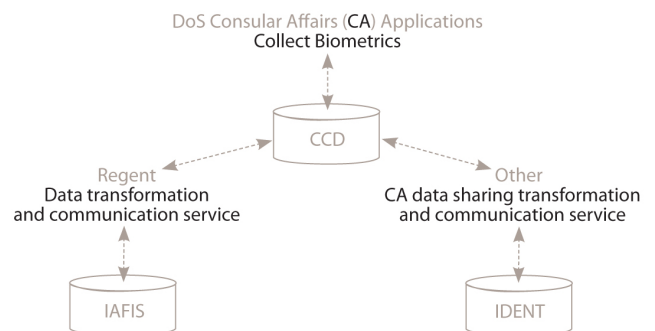 DoS Consular Affairs (CA) Applications
Collect Biometrics
CCD
Regent
Data transformation
and communication service
Other
CA data sharing transformation
and communication service
IAFIS
IDENT